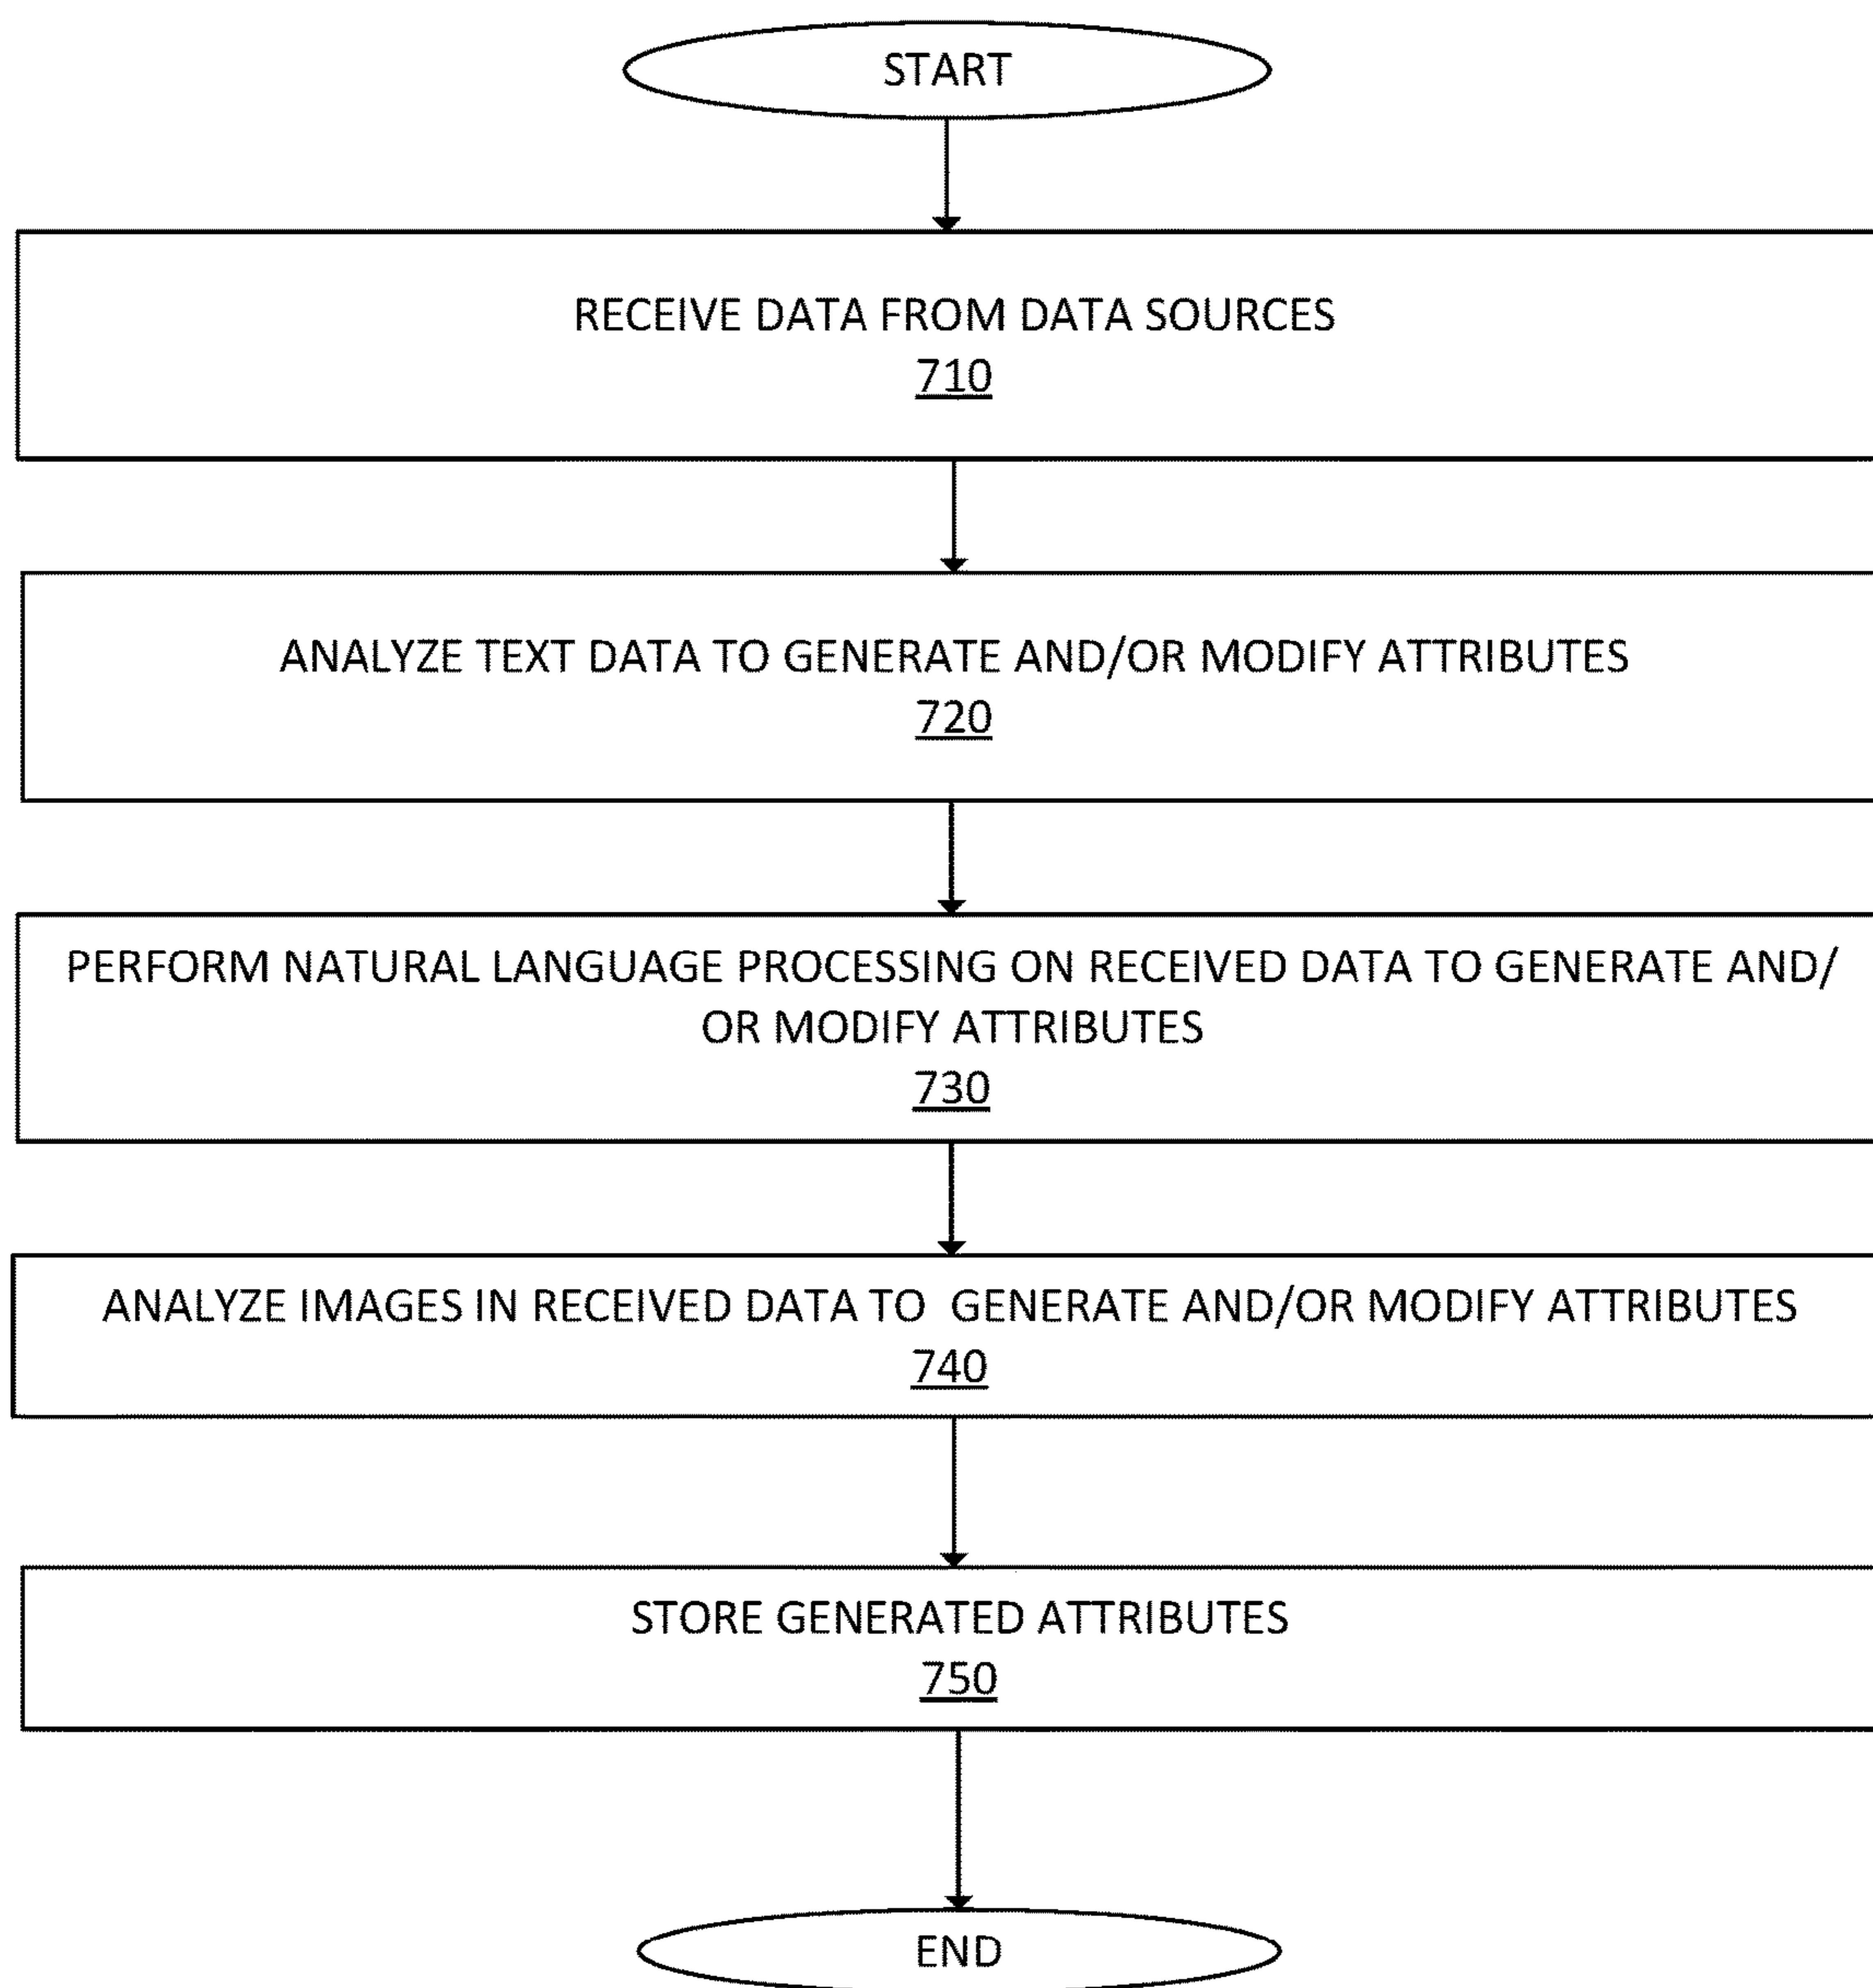 START
RECEIVE DATA FROM DATA SOURCES
710
ANALYZE TEXT DATA TO GENERATE AND/OR MODIFY ATTRIBUTES
720
PERFORM NATURAL LANGUAGE PROCESSING ON RECEIVED DATA TO GENERATE AND/
OR MODIFY ATTRIBUTES
730
ANALYZE IMAGES IN RECEIVED DATA TO  GENERATE AND/OR MODIFY ATTRIBUTES
740
STORE GENERATED ATTRIBUTES
750
END